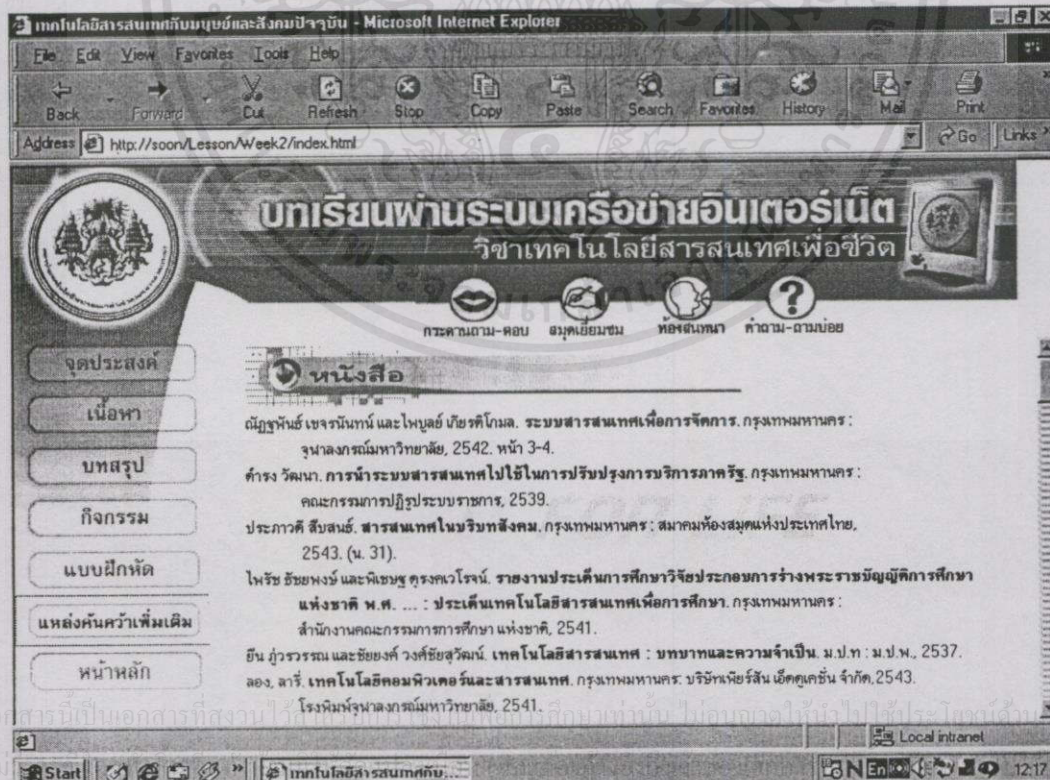 เทคโนโลยีสารสนเทศกับมนุษย์และสังคมปัจจุบัน - Microsoft Internet Explorer
File Edit View Favorites Tools Help
Back Forward Cut Refresh Stop Copy Paste Search Favorites History Mail Print
Address http://soon/Lesson/Week2/index.html Go Links
บทเรียนผ่านระบบเครือข่ายอินเตอร์เน็ต
วิชาเทคโนโลยีสารสนเทศเพื่อชีวิต
กระดานถาม-ตอบ สมุดเยี่ยมชม ห้องสนทนา คำถาม-ถามบ่อย
จุดประสงค์
เนื้อหา
บทสรุป
กิจกรรม
แบบฝึกหัด
แหล่งค้นคว้าเพิ่มเติม
หน้าหลัก
หนังสือ
ณัฏฐพันธ์ เขจรนันทน์ และไพบูลย์ เกียรติโกมล. ระบบสารสนเทศเพื่อการจัดการ. กรุงเทพมหานคร :
จุฬาลงกรณ์มหาวิทยาลัย, 2542. หน้า 3-4.
ดำรง วัฒนา. การนำระบบสารสนเทศไปใช้ในการปรับปรุงการบริการภาครัฐ. กรุงเทพมหานคร :
คณะกรรมการปฏิรูประบบราชการ, 2539.
ประภาวดี สืบสนธ์. สารสนเทศในบริบทสังคม. กรุงเทพมหานคร : สมาคมห้องสมุดแห่งประเทศไทย,
2543. (น. 31).
ไพรัช ธัชยพงษ์ และพิเชษฐ ดุรงคเวโรจน์. รายงานประเด็นการศึกษาวิจัยประกอบการร่างพระราชบัญญัติการศึกษา
แห่งชาติ พ.ศ. ... : ประเด็นเทคโนโลยีสารสนเทศเพื่อการศึกษา. กรุงเทพมหานคร :
สำนักงานคณะกรรมการการศึกษาแห่งชาติ, 2541.
ยืน ภู่วรวรรณ และชัยยงค์ วงศ์ชัยสุวัฒน์. เทคโนโลยีสารสนเทศ : บทบาทและความจำเป็น. ม.ป.ท : ม.ป.พ., 2537.
ลอง, ลารี่. เทคโนโลยีคอมพิวเตอร์และสารสนเทศ. กรุงเทพมหานคร: บริษัทเพียร์สัน เอ็ดดูเคชั่น จำกัด,2543.
โรงพิมพ์จุฬาลงกรณ์มหาวิทยาลัย, 2541.
Local intranet
Start เทคโนโลยีสารสนเทศกับ... En 12:17